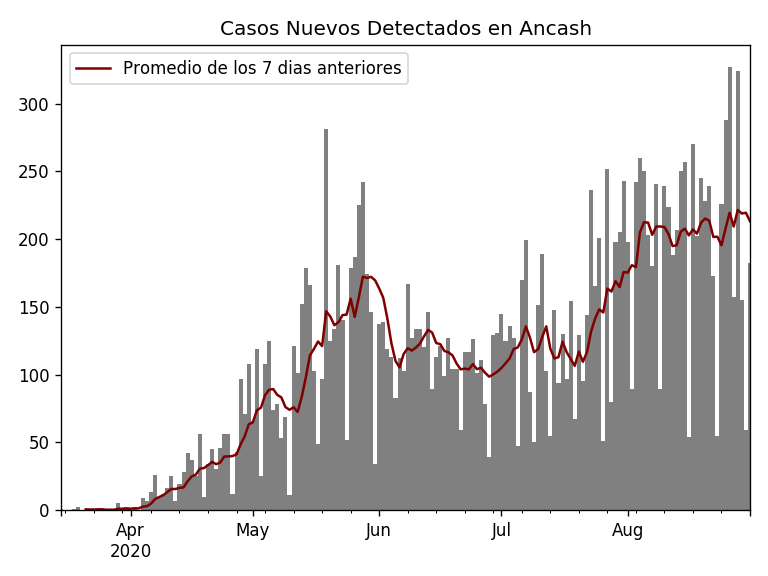 Casos Nuevos Detectados en Ancash
Promedio de los 7 dias anteriores
300
250
200
150
100
50
0
Apr
2020
May
Jun
Jul
Aug